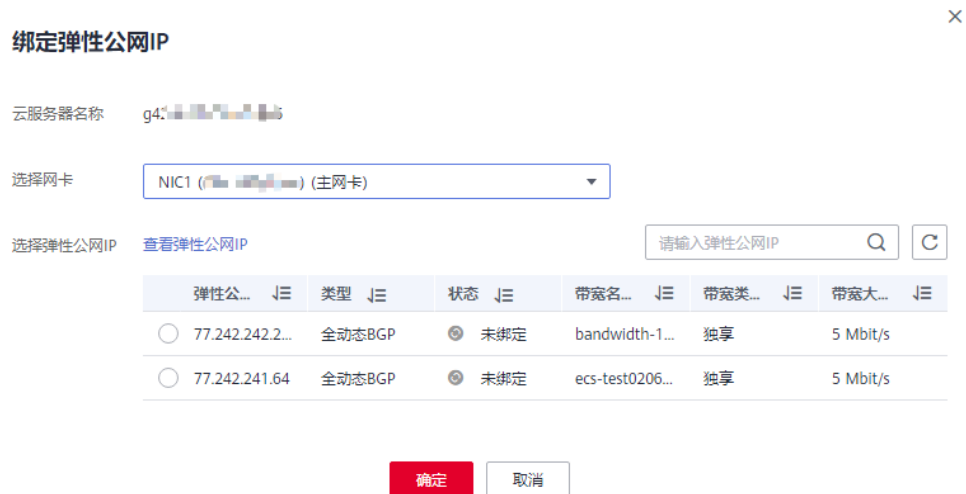 绑定弹性公网IP
云服务器名称
选择网卡 NIC1 ( ) (主网卡)
选择弹性公网IP 查看弹性公网IP 请输入弹性公网IP
弹性公... 类型 状态 带宽名... 带宽类... 带宽大...
77.242.242.2... 全动态BGP 未绑定 bandwidth-1... 独享 5 Mbit/s
77.242.241.64 全动态BGP 未绑定 ecs-test0206... 独享 5 Mbit/s
确定 取消